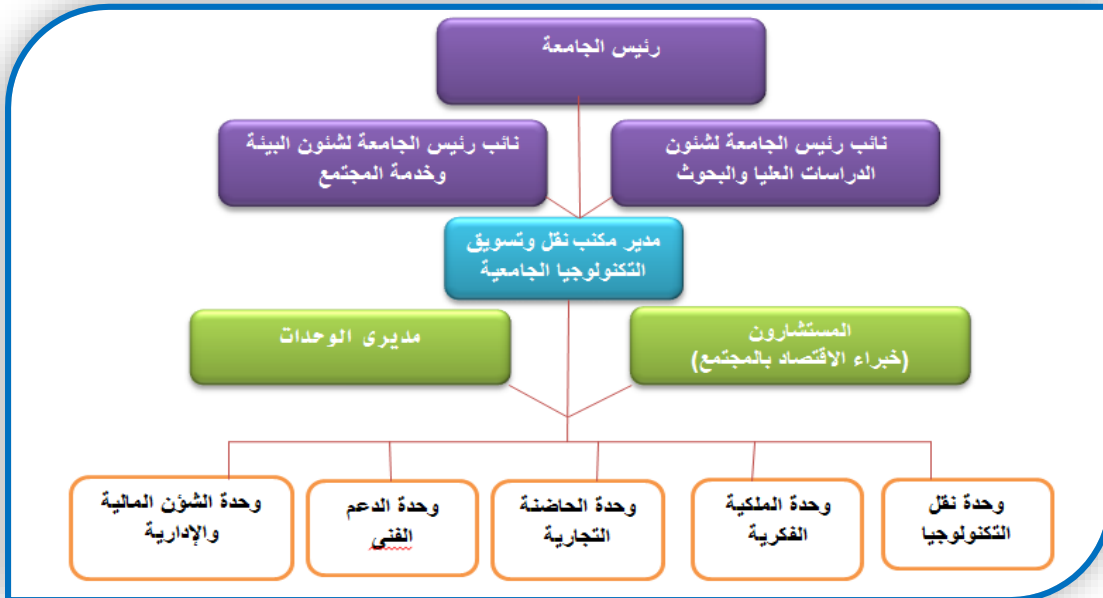 رئيس الجامعة
نائب رئيس الجامعة لشئون
الدراسات العليا والبحوث
نائب رئيس الجامعة لشئون البيئة
وخدمة المجتمع
مدير مكتب نقل وتسويق
التكنولوجيا الجامعية
المستشارون
(خبراء الاقتصاد بالمجتمع)
مديرى الوحدات
وحدة نقل
التكنولوجيا
وحدة الملكية
الفكرية
وحدة الحاضنة
التجارية
وحدة الدعم
الفنى
وحدة الشؤن المالية
والإدارية